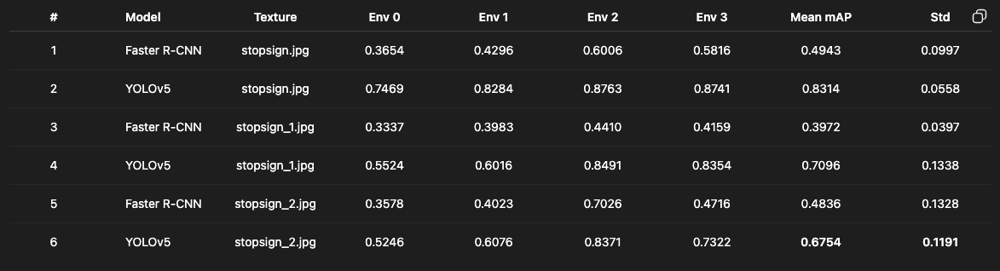 # Model Texture Env 0 Env 1 Env 2 Env 3 Mean mAP Std
1 Faster R-CNN stopsign.jpg 0.3654 0.4296 0.6006 0.5816 0.4943 0.0997
2 YOLOv5 stopsign.jpg 0.7469 0.8284 0.8763 0.8741 0.8314 0.0558
3 Faster R-CNN stopsign_1.jpg 0.3337 0.3983 0.4410 0.4159 0.3972 0.0397
4 YOLOv5 stopsign_1.jpg 0.5524 0.6016 0.8491 0.8354 0.7096 0.1338
5 Faster R-CNN stopsign_2.jpg 0.3578 0.4023 0.7026 0.4716 0.4836 0.1328
6 YOLOv5 stopsign_2.jpg 0.5246 0.6076 0.8371 0.7322 0.6754 0.1191